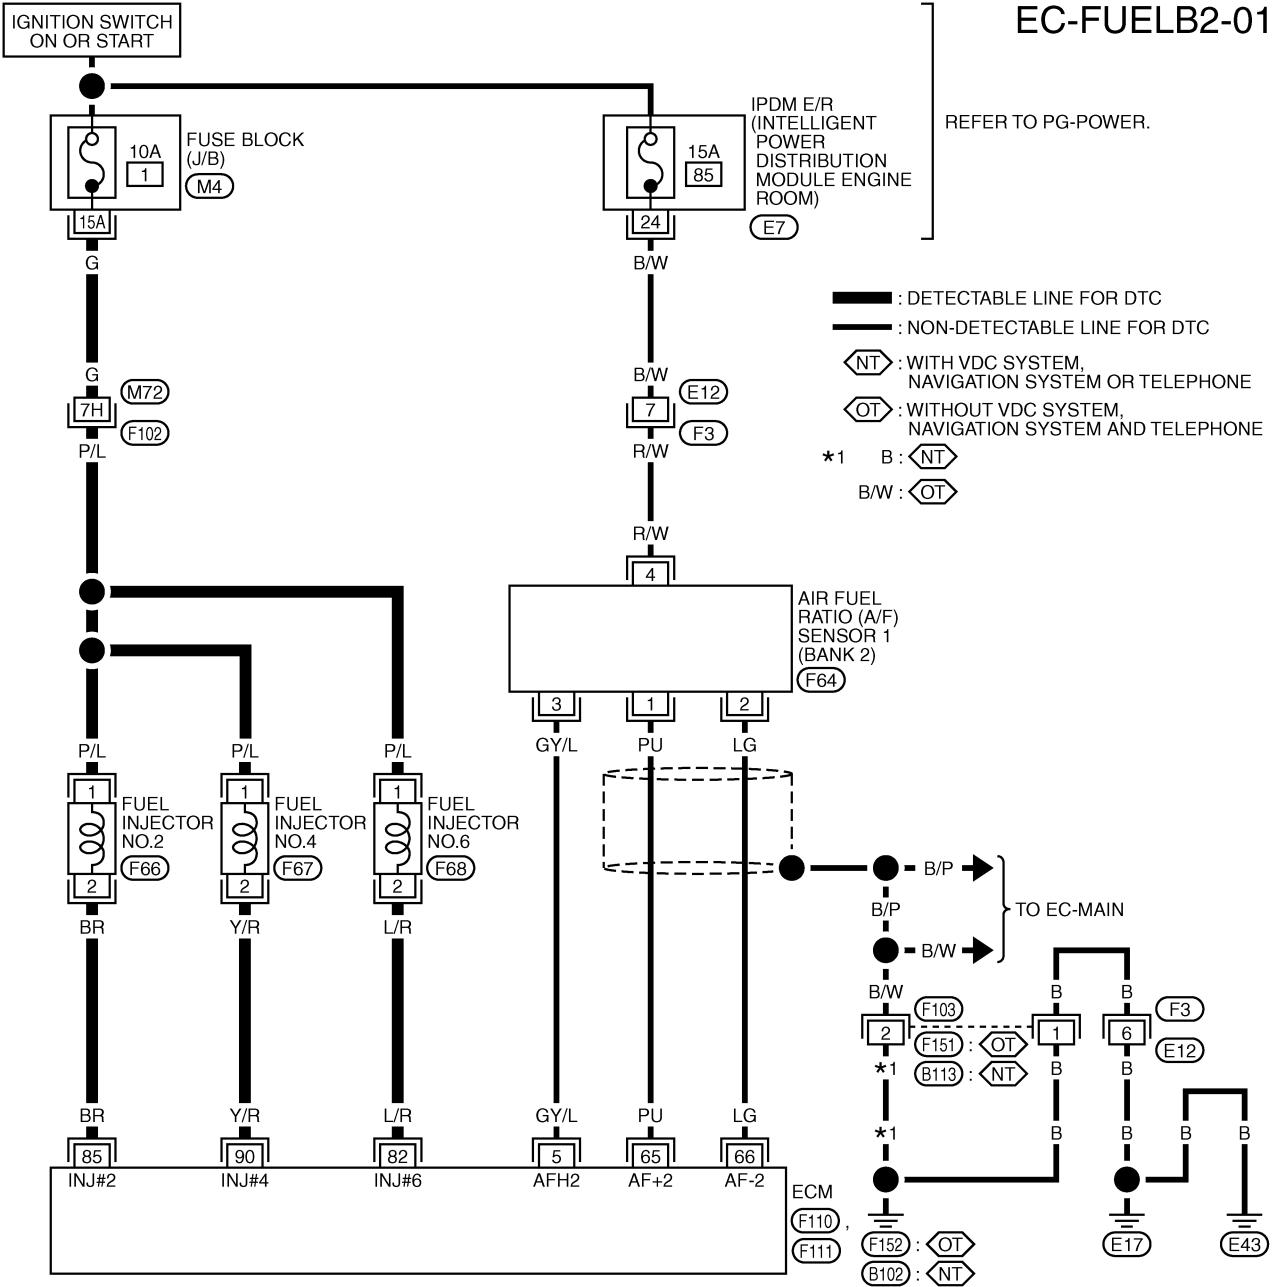 EC-FUELB2-01
IGNITION SWITCH
ON OR START
10A
1
FUSE BLOCK
(J/B)
M4
15A
15A
85
24
IPDM E/R
(INTELLIGENT
POWER
DISTRIBUTION
MODULE ENGINE
ROOM)
E7
REFER TO PG-POWER.
G
B/W
: DETECTABLE LINE FOR DTC
: NON-DETECTABLE LINE FOR DTC
NT : WITH VDC SYSTEM,
NAVIGATION SYSTEM OR TELEPHONE
OT : WITHOUT VDC SYSTEM,
NAVIGATION SYSTEM AND TELEPHONE
*1 B : NT
B/W : OT
G
7H
M72
F102
P/L
B/W
7
E12
F3
R/W
R/W
4
AIR FUEL
RATIO (A/F)
SENSOR 1
(BANK 2)
F64
3 1 2
GY/L PU LG
P/L P/L P/L
1
FUEL
INJECTOR
NO.2
F66
2
1
FUEL
INJECTOR
NO.4
F67
2
1
FUEL
INJECTOR
NO.6
F68
2
BR Y/R L/R
B/P
B/P
TO EC-MAIN
B/W
B/W
B B
2
F103
F151 : OT
B113 : NT
1
6
F3
E12
*1 B B
BR Y/R L/R GY/L PU LG
*1 B B B B
85 90 82 5 65 66
INJ#2 INJ#4 INJ#6 AFH2 AF+2 AF-2
ECM
F110 ,
F111
F152 : OT
B102 : NT
E17
E43